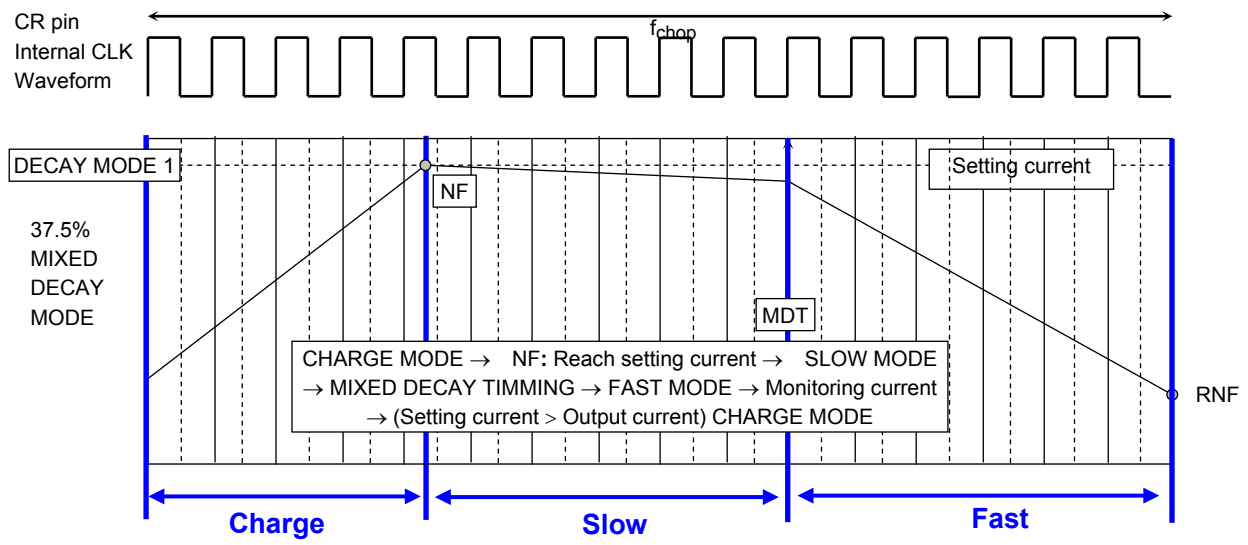 CR pin
Internal CLK
Waveform
fchop
DECAY MODE 1
Setting current
NF
37.5%
MIXED
DECAY
MODE
MDT
CHARGE MODE → NF: Reach setting current → SLOW MODE
→ MIXED DECAY TIMMING → FAST MODE → Monitoring current
→ (Setting current > Output current) CHARGE MODE
RNF
Charge
Slow
Fast